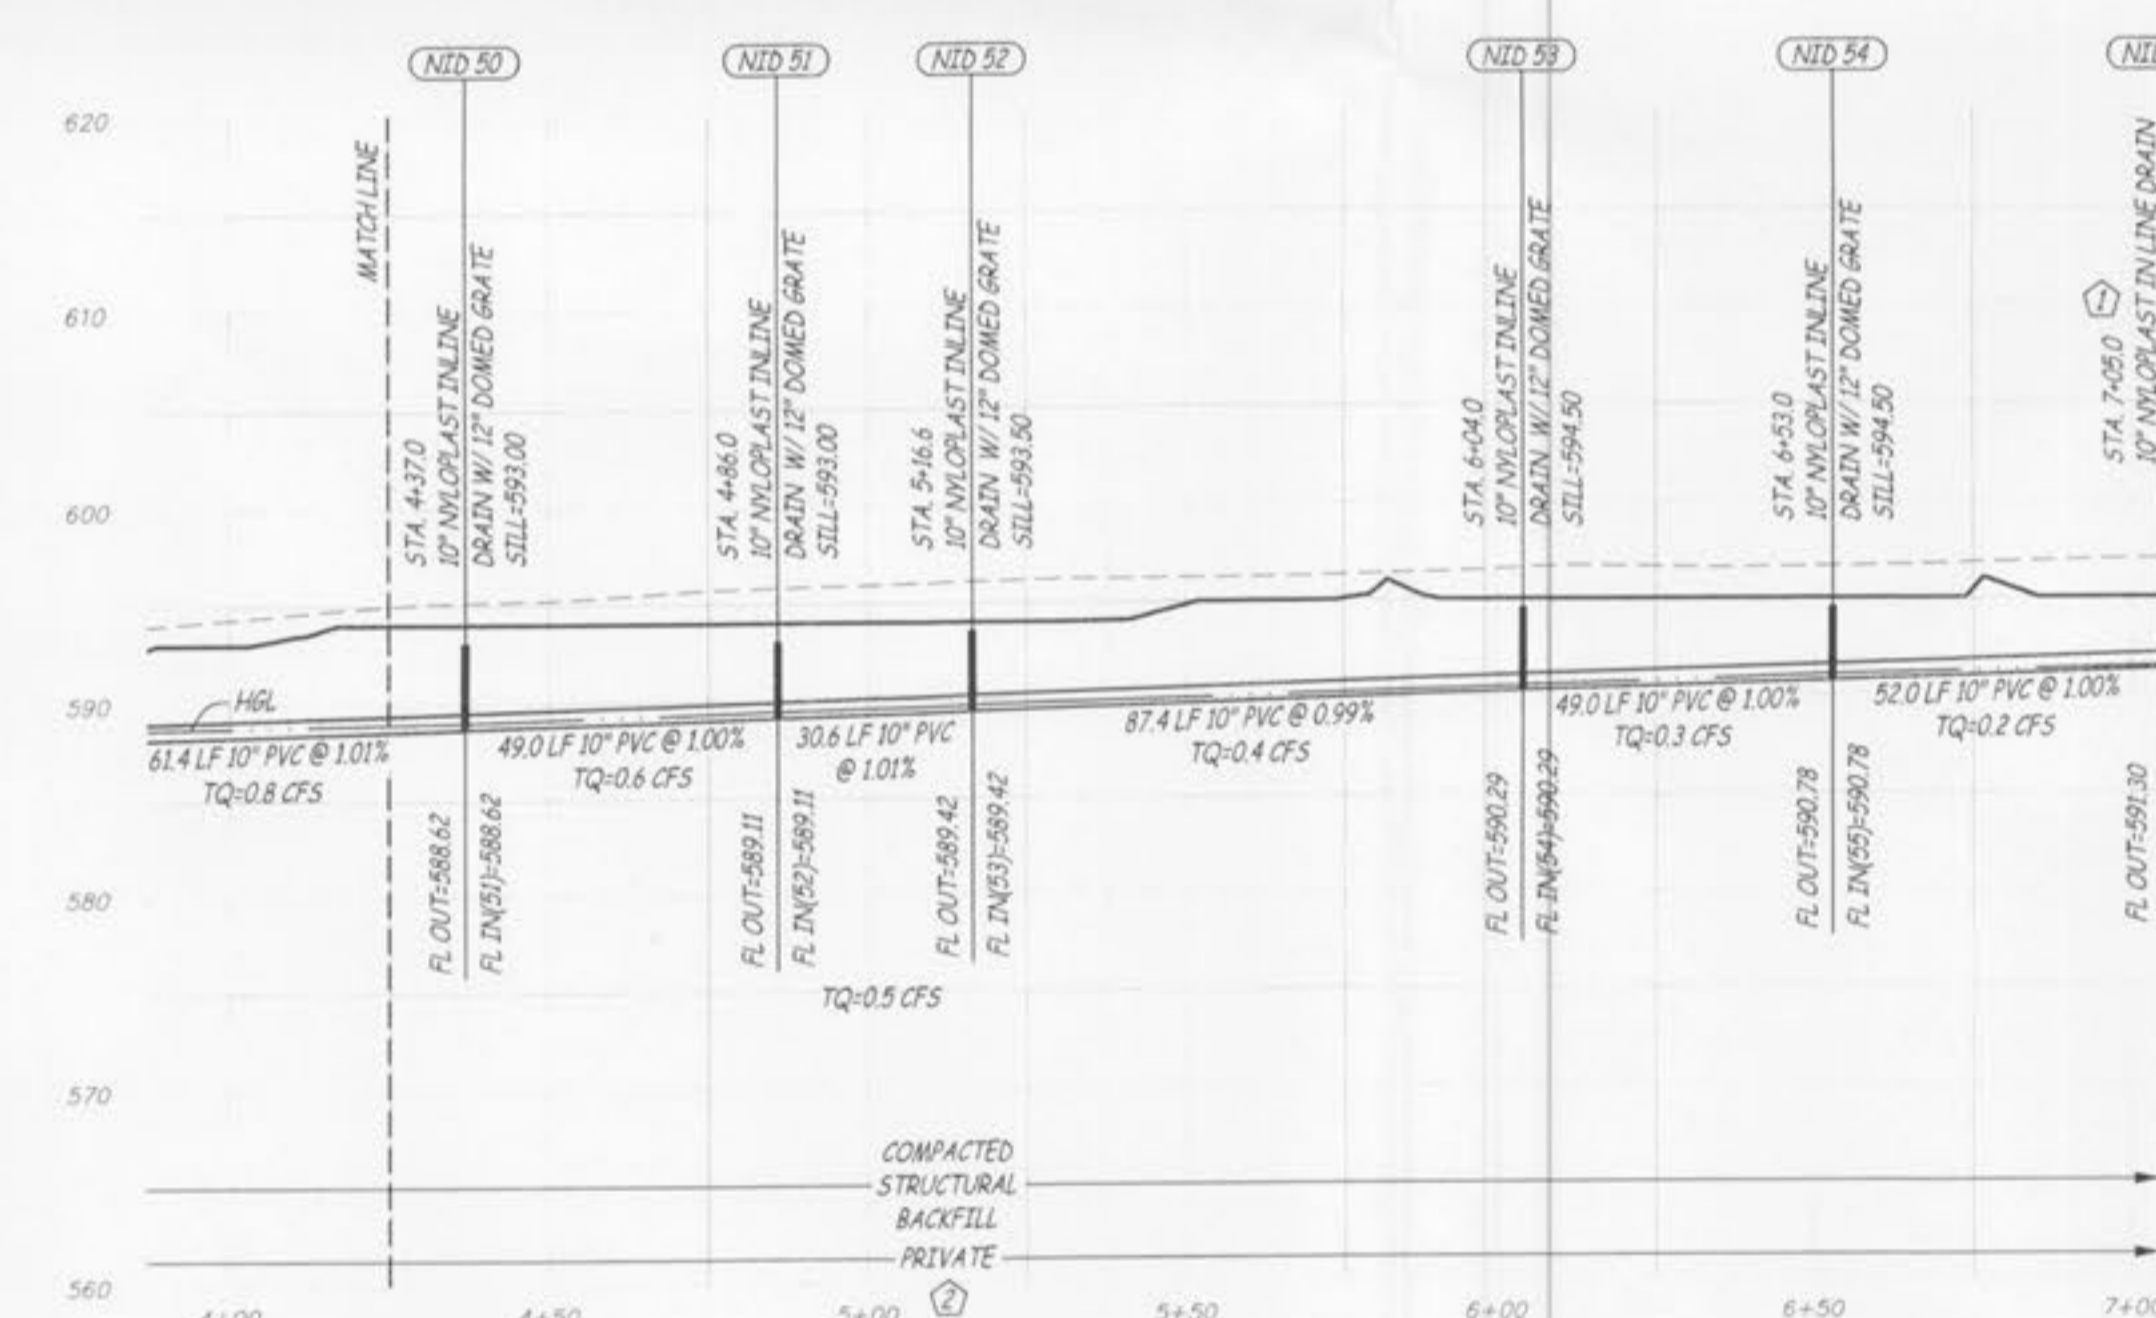 NID 50
NID 51
NID 52
NID 53
NID 54
620
610
600
590
580
570
560
MATCH LINE
STA. 4+37.0
10" NYLOPLAST INLINE
DRAIN W/ 12" DOMED GRATE
SILL=593.00
STA. 4+86.0
10" NYLOPLAST INLINE
DRAIN W/ 12" DOMED GRATE
SILL=593.00
STA. 5+16.6
10" NYLOPLAST INLINE
DRAIN W/ 12" DOMED GRATE
SILL=593.50
STA. 6+04.0
10" NYLOPLAST INLINE
DRAIN W/ 12" DOMED GRATE
SILL=594.50
STA. 6+53.0
10" NYLOPLAST INLINE
DRAIN W/ 12" DOMED GRATE
SILL=594.50
1
STA. 7+05.0
10" NYLOPLAST INLINE DRAIN
HGL
61.4 LF 10" PVC @ 1.01%
TQ=0.8 CFS
49.0 LF 10" PVC @ 1.00%
TQ=0.6 CFS
30.6 LF 10" PVC
@ 1.01%
87.4 LF 10" PVC @ 0.99%
TQ=0.4 CFS
49.0 LF 10" PVC @ 1.00%
TQ=0.3 CFS
52.0 LF 10" PVC @ 1.00%
TQ=0.2 CFS
FL OUT=588.62
FL IN(51)=588.62
FL OUT=589.11
FL IN(52)=589.11
FL OUT=589.42
FL IN(53)=589.42
FL OUT=590.29
FL IN(54)=590.29
FL OUT=590.78
FL IN(55)=590.78
FL OUT=591.30
TQ=0.5 CFS
COMPACTED
STRUCTURAL
BACKFILL
PRIVATE
2
4+50
5+00
5+50
6+00
6+50
7+00